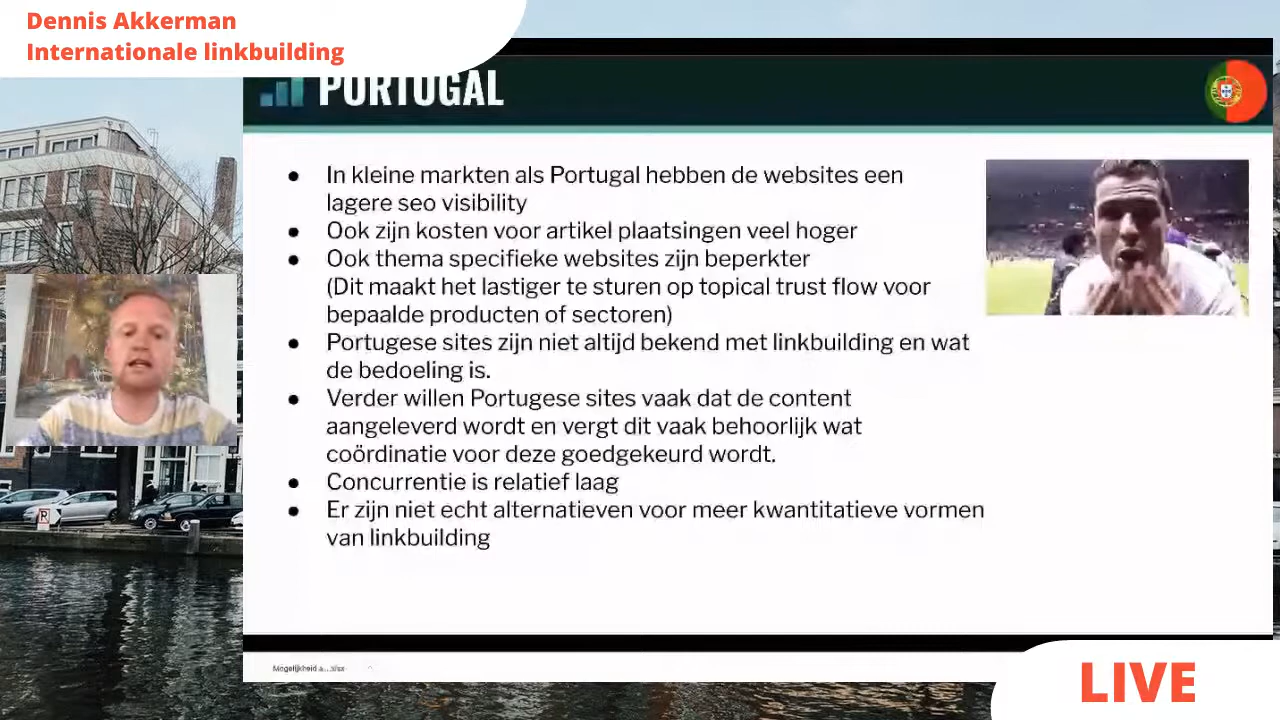 Dennis Akkerman
Internationale linkbuilding
PORTUGAL
● In kleine markten als Portugal hebben de websites een
lagere seo visibility
● Ook zijn kosten voor artikel plaatsingen veel hoger
● Ook thema specifieke websites zijn beperkter
(Dit maakt het lastiger te sturen op topical trust flow voor
bepaalde producten of sectoren)
● Portugese sites zijn niet altijd bekend met linkbuilding en wat
de bedoeling is.
● Verder willen Portugese sites vaak dat de content
aangeleverd wordt en vergt dit vaak behoorlijk wat
coördinatie voor deze goedgekeurd wordt.
● Concurrentie is relatief laag
● Er zijn niet echt alternatieven voor meer kwantitatieve vormen
van linkbuilding
LIVE